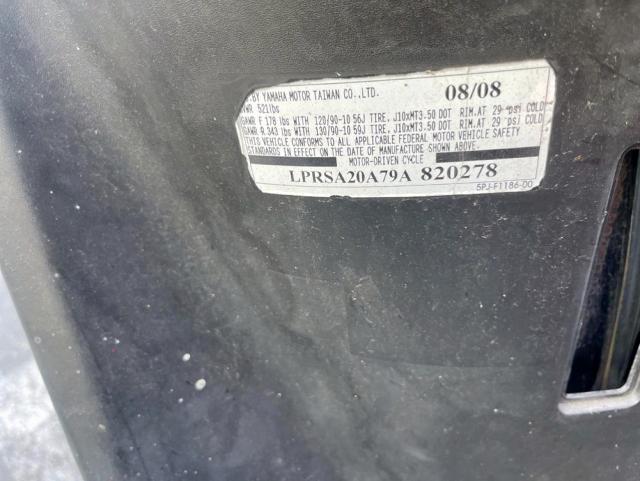 BY YAMAHA MOTOR TAIWAN CO.,LTD. 08/08
WR 521lbs
GAWR F 178 lbs WITH 120/90-10 56J TIRE, J10xMT3.50 DOT RIM.AT 29 psi COLD
GAWR R.343 lbs WITH 130/90-10 59J TIRE, J10xMT3.50 DOT RIM.AT 29 psi COLD
THIS VEHICLE CONFORMS TO ALL APPLICABLE FEDERAL MOTOR VEHICLE SAFETY
STANDARDS IN EFFECT ON THE DATE OF MANUFACTURE SHOWN ABOVE.
MOTOR-DRIVEN CYCLE
LPRSA20A79A 820278
5PJ-F1186-00